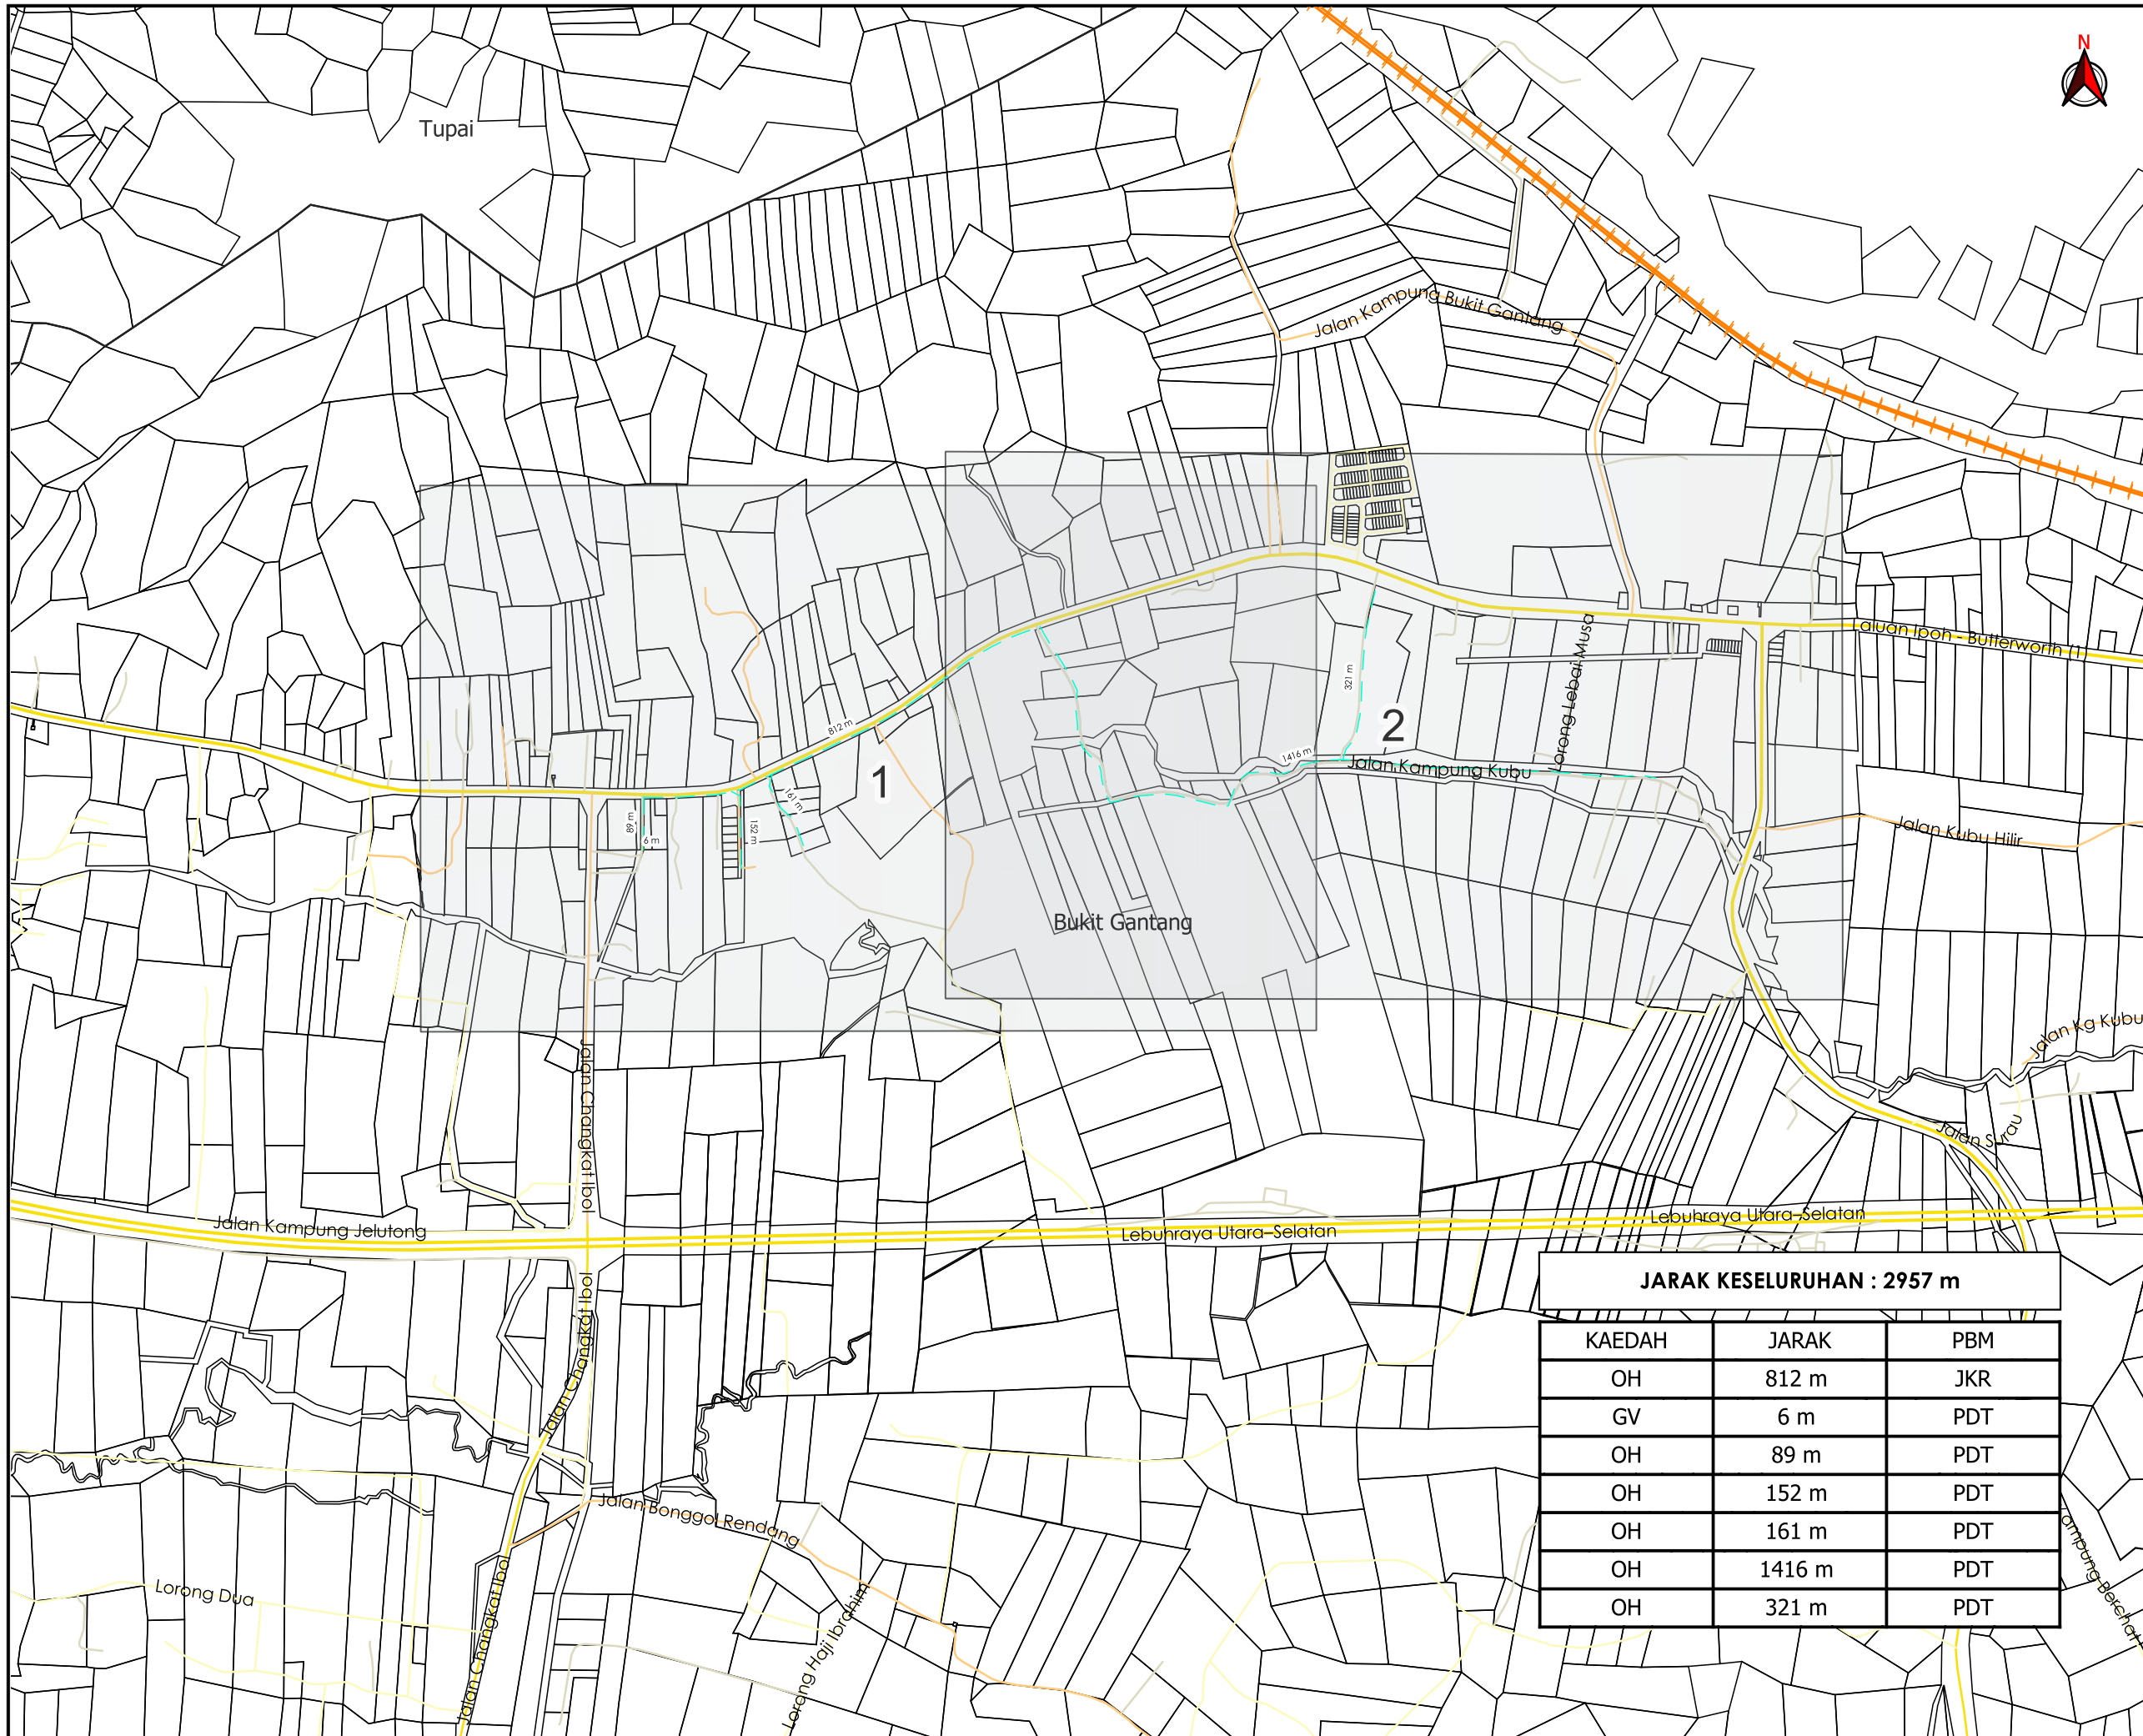 N
Tupai
Jalan Kampung Bukit Gantang
Laluan Ipoh - Butterworth (1)
Lorong Lebai Musa
321 m
812 m
2
1416 m
1
Jalan Kampung Kubu
161 m
89 m
6 m
152 m
Jalan Kubu Hilir
Bukit Gantang
Jalan Kg Kubu
Jalan Changkat Ibol
Jalan Surau
Jalan Kampung Jelutong
Lebuhraya Utara–Selatan
Lebuhraya Utara–Selatan
Jalan Changkat Ibol
Jalan Bonggol Rendang
Lorong Dua
Jalan Changkat Ibol
Lorong Haji Ibrahim
JARAK KESELURUHAN : 2957 m
KAEDAH JARAK PBM
OH 812 m JKR
GV 6 m PDT
OH 89 m PDT
OH 152 m PDT
OH 161 m PDT
OH 1416 m PDT
OH 321 m PDT